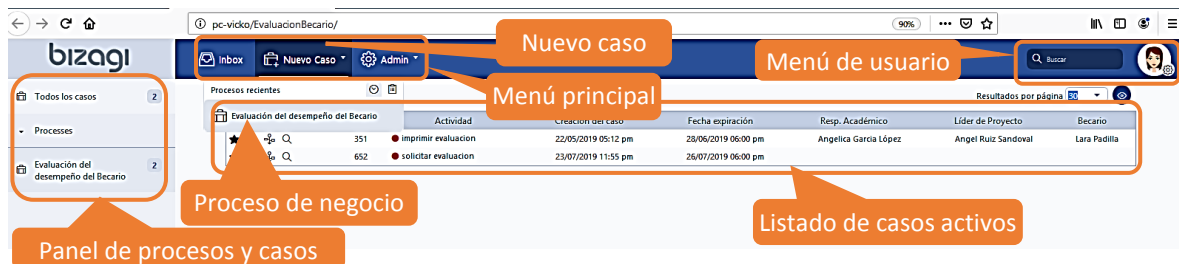 pc-vicko/EvaluacionBecario/
90%
bizagi
Inbox
Nuevo Caso
Admin
Nuevo caso
Menú de usuario
Buscar
Todos los casos 2
Processes
Evaluación del
desempeño del Becario
2
Procesos recientes
Evaluación del desempeño del Becario
Menú principal
Resultados por página 30
Actividad Creación del caso Fecha expiración Resp. Académico Líder de Proyecto Becario
351 imprimir evaluacion 22/05/2019 05:12 pm 28/06/2019 06:00 pm Angelica Garcia López Angel Ruiz Sandoval Lara Padilla
652 solicitar evaluacion 23/07/2019 11:55 pm 26/07/2019 06:00 pm
Proceso de negocio
Listado de casos activos
Panel de procesos y casos